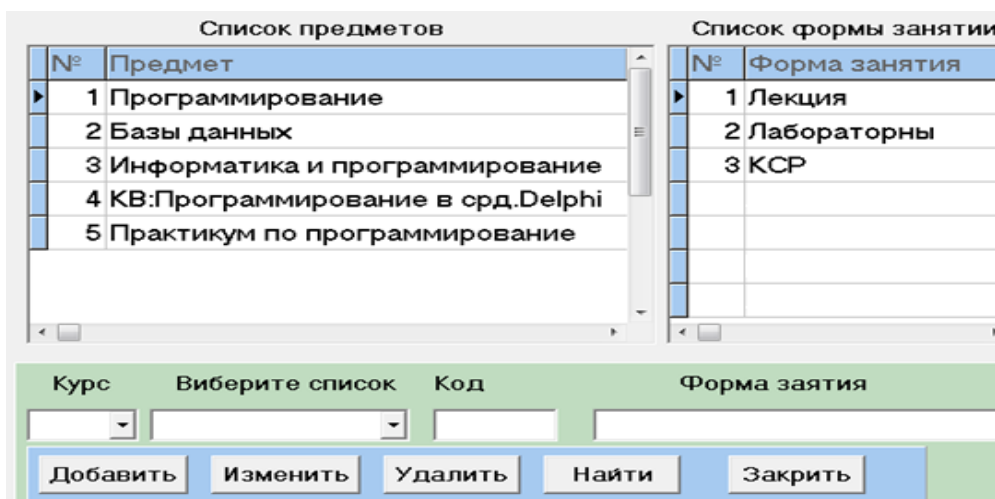 Список предметов
Список формы занятии
№ Предмет
1 Программирование
2 Базы данных
3 Информатика и программирование
4 КВ:Программирование в срд.Delphi
5 Практикум по программирование
№ Форма занятия
1 Лекция
2 Лабораторны
3 КСР
Курс Виберите список Код Форма заятия
Добавить Изменить Удалить Найти Закрить